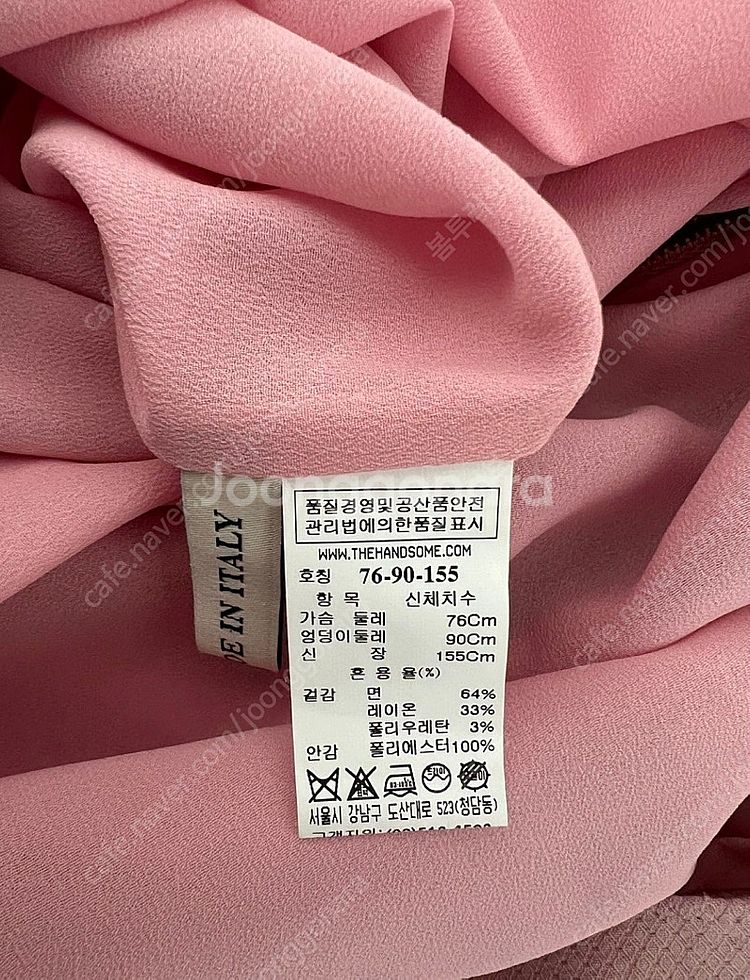 Joonggonara
DE IN ITALY
품질경영및공산품안전
관리법에의한품질표시
WWW.THEHANDSOME.COM
호칭 76-90-155
항 목 신체치수
가슴 둘레 76Cm
엉덩이둘레 90Cm
신 장 155Cm
혼 용 율(%)
겉감 면 64%
레이온 33%
폴리우레탄 3%
안감 폴리에스터100%
서울시 강남구 도산대로 523(청담동)